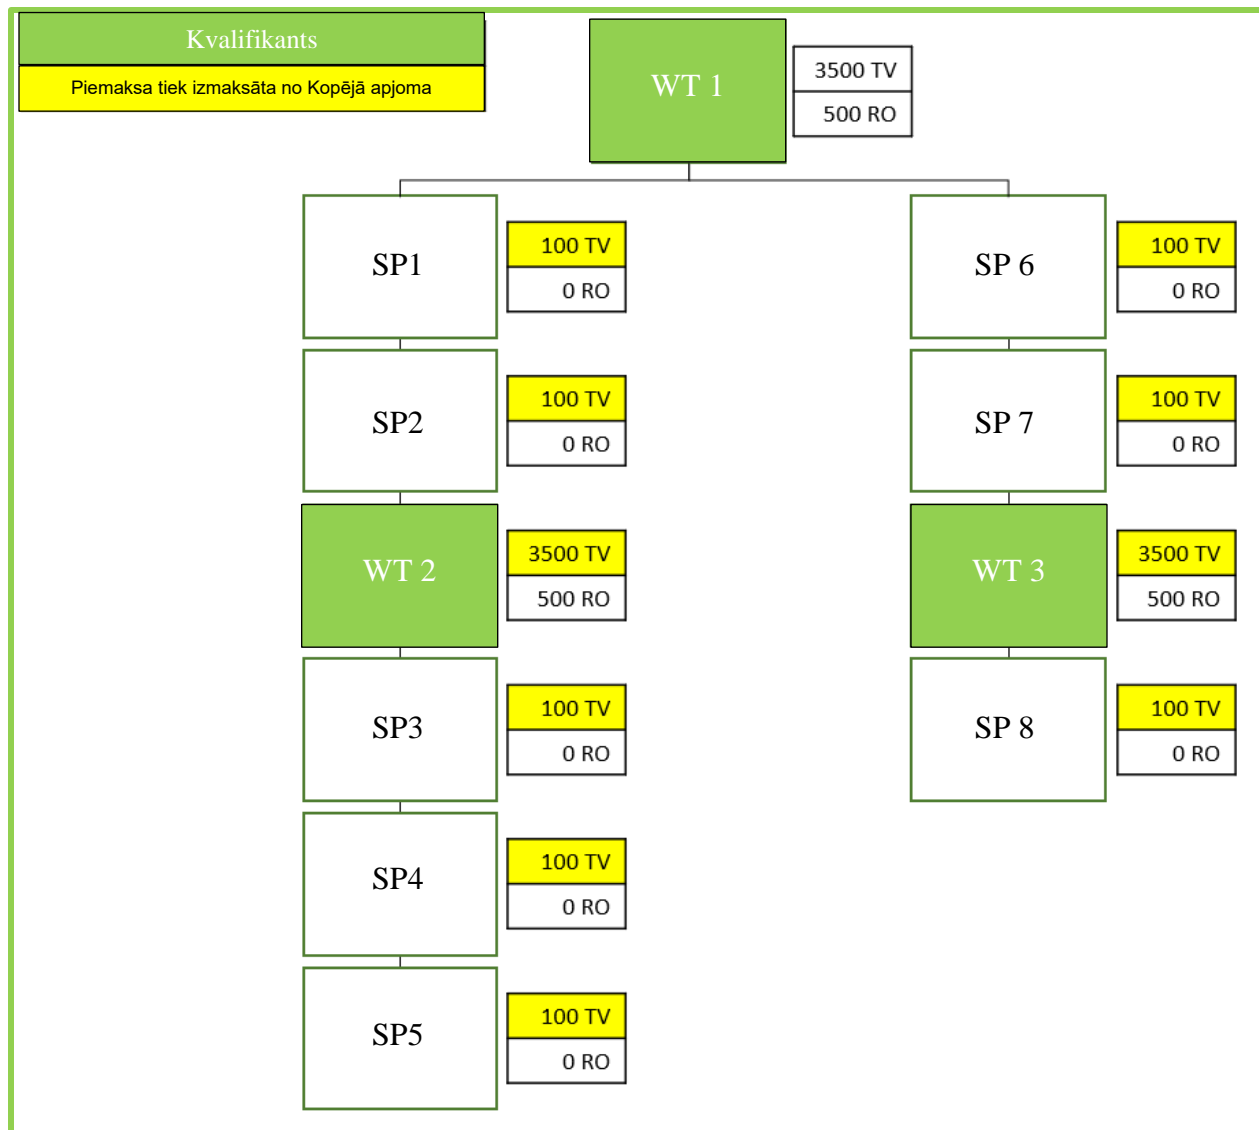 Kvalifikants
Piemaksa tiek izmaksāta no Kopējā apjoma
WT 1
3500 TV
500 RO
SP1
100 TV
0 RO
SP 6
100 TV
0 RO
SP2
100 TV
0 RO
SP 7
100 TV
0 RO
WT 2
3500 TV
500 RO
WT 3
3500 TV
500 RO
SP3
100 TV
0 RO
SP 8
100 TV
0 RO
SP4
100 TV
0 RO
SP5
100 TV
0 RO